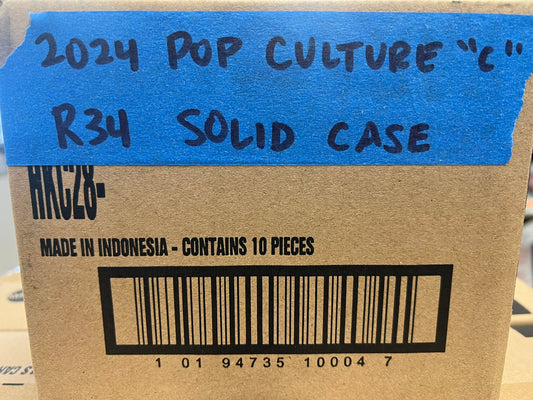 2024 POP CULTURE "C"
R34 SOLID CASE
HKC28-
MADE IN INDONESIA - CONTAINS 10 PIECES
1 01 94735 10004 7